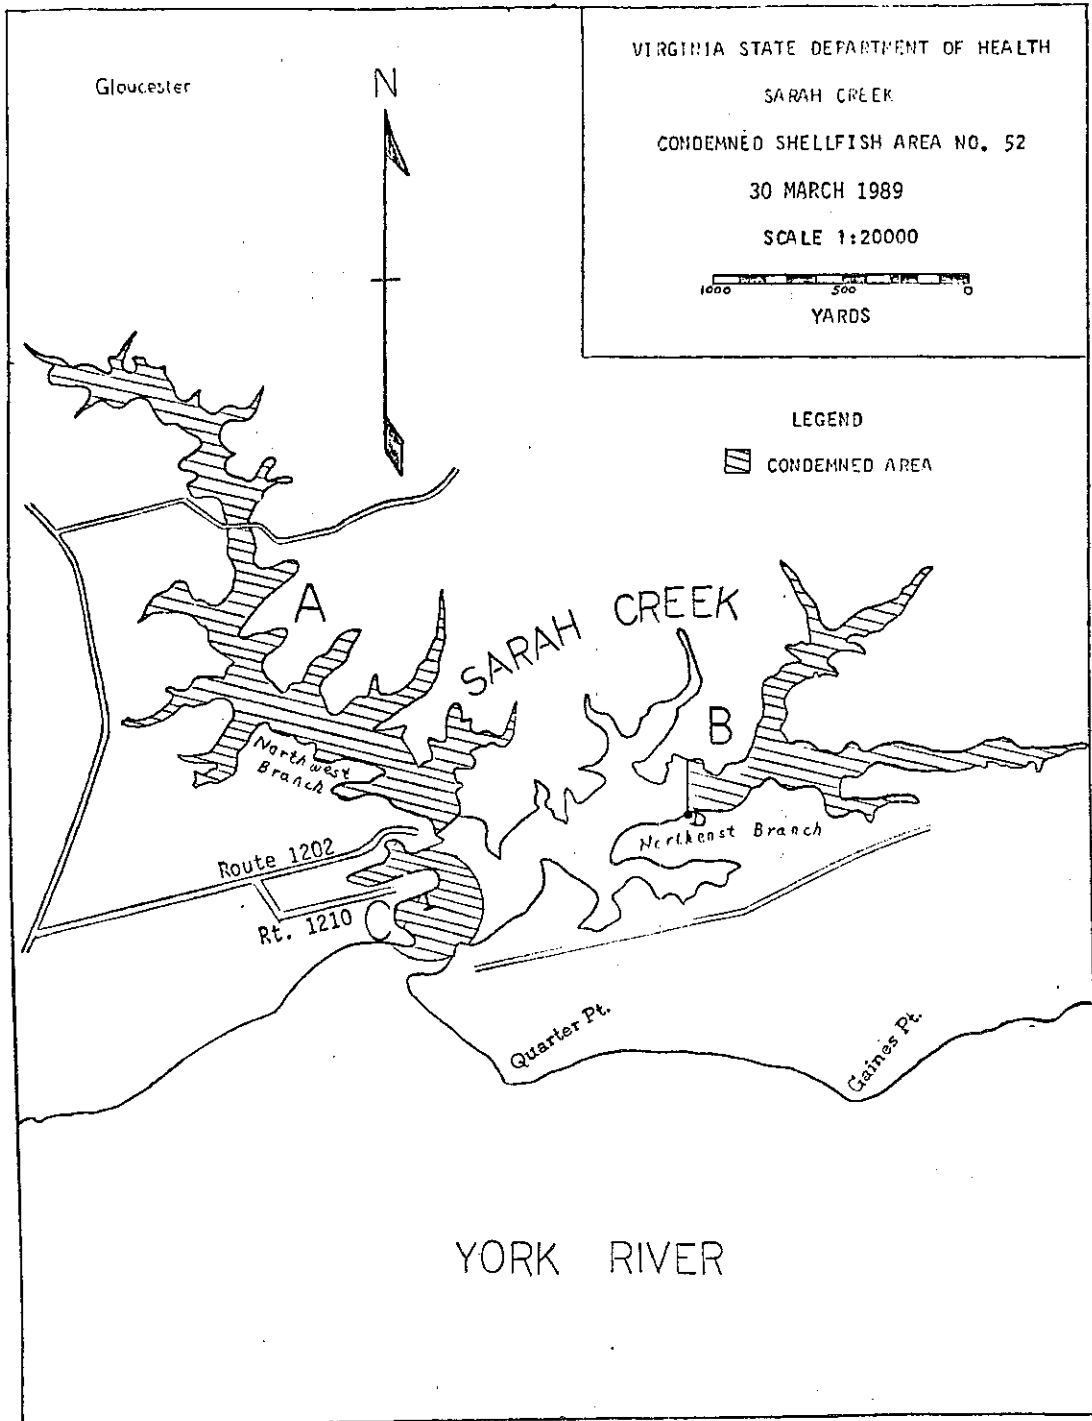 VIRGINIA STATE DEPARTMENT OF HEALTH
SARAH CREEK
CONDEMNED SHELLFISH AREA NO. 52
30 MARCH 1989
SCALE 1:20000
1000 500 0
YARDS
Gloucester
N
LEGEND
CONDEMNED AREA
A
SARAH CREEK
B
Northwest
Branch
D
Northeast Branch
Route 1202
Rt. 1210
C
Quarter Pt.
Gaines Pt.
YORK RIVER